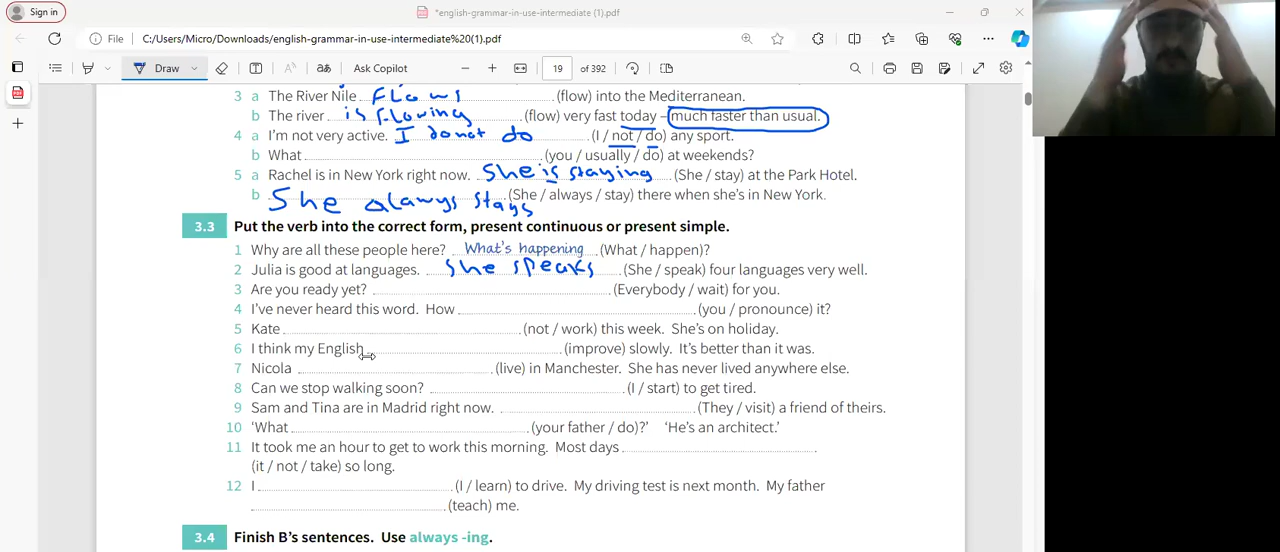 Sign in
*english-grammar-in-use-intermediate (1).pdf
File C:/Users/Micro/Downloads/english-grammar-in-use-intermediate%20(1).pdf
Draw aあ Ask Copilot 19 of 392
3 a The River Nile flows (flow) into the Mediterranean.
b The river is flowing (flow) very fast today – much faster than usual.
4 a I'm not very active. I do not do (I / not / do) any sport.
b What (you / usually / do) at weekends?
5 a Rachel is in New York right now. She is staying (She / stay) at the Park Hotel.
b She always stays (She / always / stay) there when she's in New York.
3.3 Put the verb into the correct form, present continuous or present simple.
1 Why are all these people here? What's happening (What / happen)?
2 Julia is good at languages. She speaks (She / speak) four languages very well.
3 Are you ready yet? (Everybody / wait) for you.
4 I've never heard this word. How (you / pronounce) it?
5 Kate (not / work) this week. She's on holiday.
6 I think my English (improve) slowly. It's better than it was.
7 Nicola (live) in Manchester. She has never lived anywhere else.
8 Can we stop walking soon? (I / start) to get tired.
9 Sam and Tina are in Madrid right now. (They / visit) a friend of theirs.
10 'What (your father / do)?' 'He's an architect.'
11 It took me an hour to get to work this morning. Most days
(it / not / take) so long.
12 I (I / learn) to drive. My driving test is next month. My father
(teach) me.
3.4 Finish B's sentences. Use always -ing.